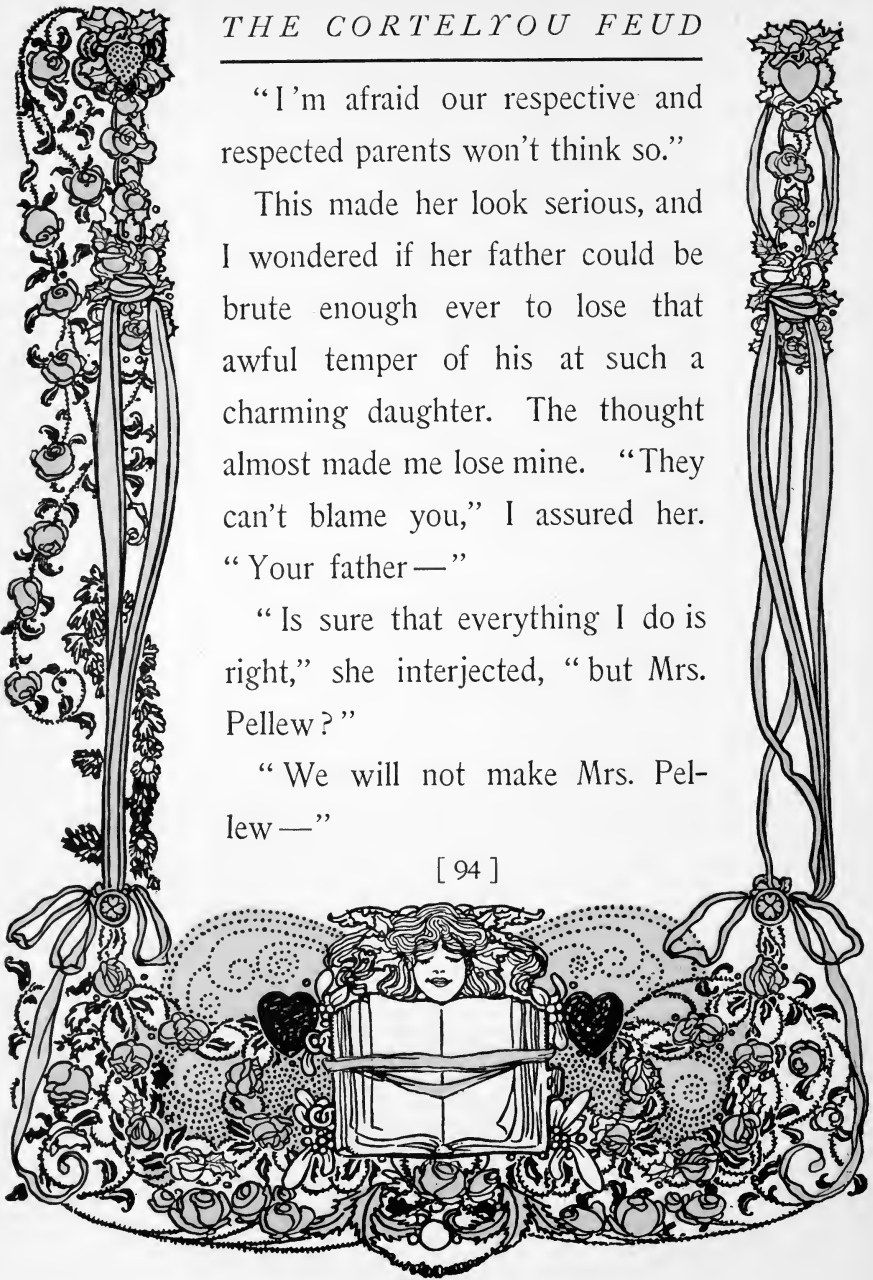 THE CORTELYOU FEUD
“I’m afraid our respective and
respected parents won’t think so.”
This made her look serious, and
I wondered if her father could be
brute enough ever to lose that
awful temper of his at such a
charming daughter. The thought
almost made me lose mine. “They
can’t blame you,” I assured her.
“Your father—”
“Is sure that everything I do is
right,” she interjected, “but Mrs.
Pellew?”
“We will not make Mrs. Pel-
lew—”
[ 94 ]